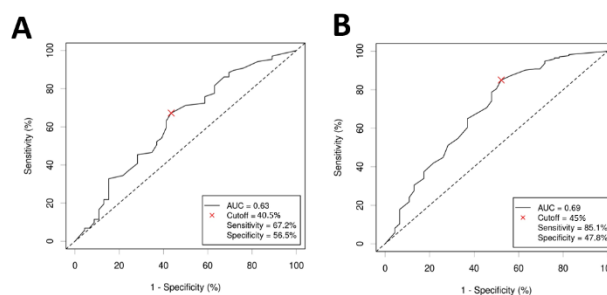 A
Sensitivity (%)
100
80
60
40
20
0
AUC = 0.63
× Cutoff = 40.5%
Sensitivity = 67.2%
Specificity = 56.5%
0 20 40 60 80 100
1 - Specificity (%)
B
Sensitivity (%)
100
80
60
40
20
0
AUC = 0.69
× Cutoff = 45%
Sensitivity = 85.1%
Specificity = 47.8%
0 20 40 60 80 100
1 - Specificity (%)